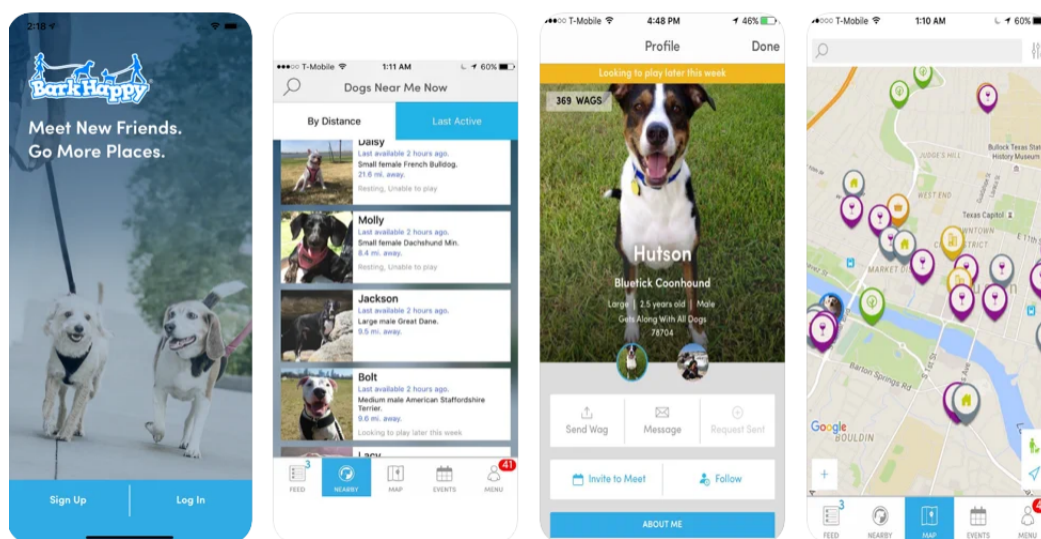 2:18
BarkHappy
Meet New Friends.
Go More Places.
Sign Up
Log In
T-Mobile 1:11 AM 60%
Dogs Near Me Now
By Distance
Last Active
Daisy
Last available 2 hours ago.
Small female French Bulldog.
21.6 mi. away.
Resting, Unable to play
Molly
Last available 2 hours ago.
Small female Dachshund Min.
8.4 mi. away.
Resting, Unable to play
Jackson
Large male Great Dane.
9.5 mi. away.
Bolt
Last available 2 hours ago.
Medium male American Staffordshire
Terrier.
9.6 mi. away.
Looking to play later this week
Lacy
3
41
FEED
NEARBY
MAP
EVENTS
MENU
T-Mobile 4:48 PM 46%
Profile
Done
Looking to play later this week
369 WAGS
Hutson
Bluetick Coonhound
Large | 2.5 years old | Male
Gets Along With All Dogs
78704
Send Wag
Message
Request Sent
Invite to Meet
Follow
ABOUT ME
T-Mobile 1:10 AM 60%
JUDGE'S HILL
Bullock Texas Stat
History Museum
WEST END
Texas Capitol
E 11th S
MARKET DI
S 1st St
Barton Springs Rd
Google
BOULDIN
3
FEED
NEARBY
MAP
EVENTS
MENU